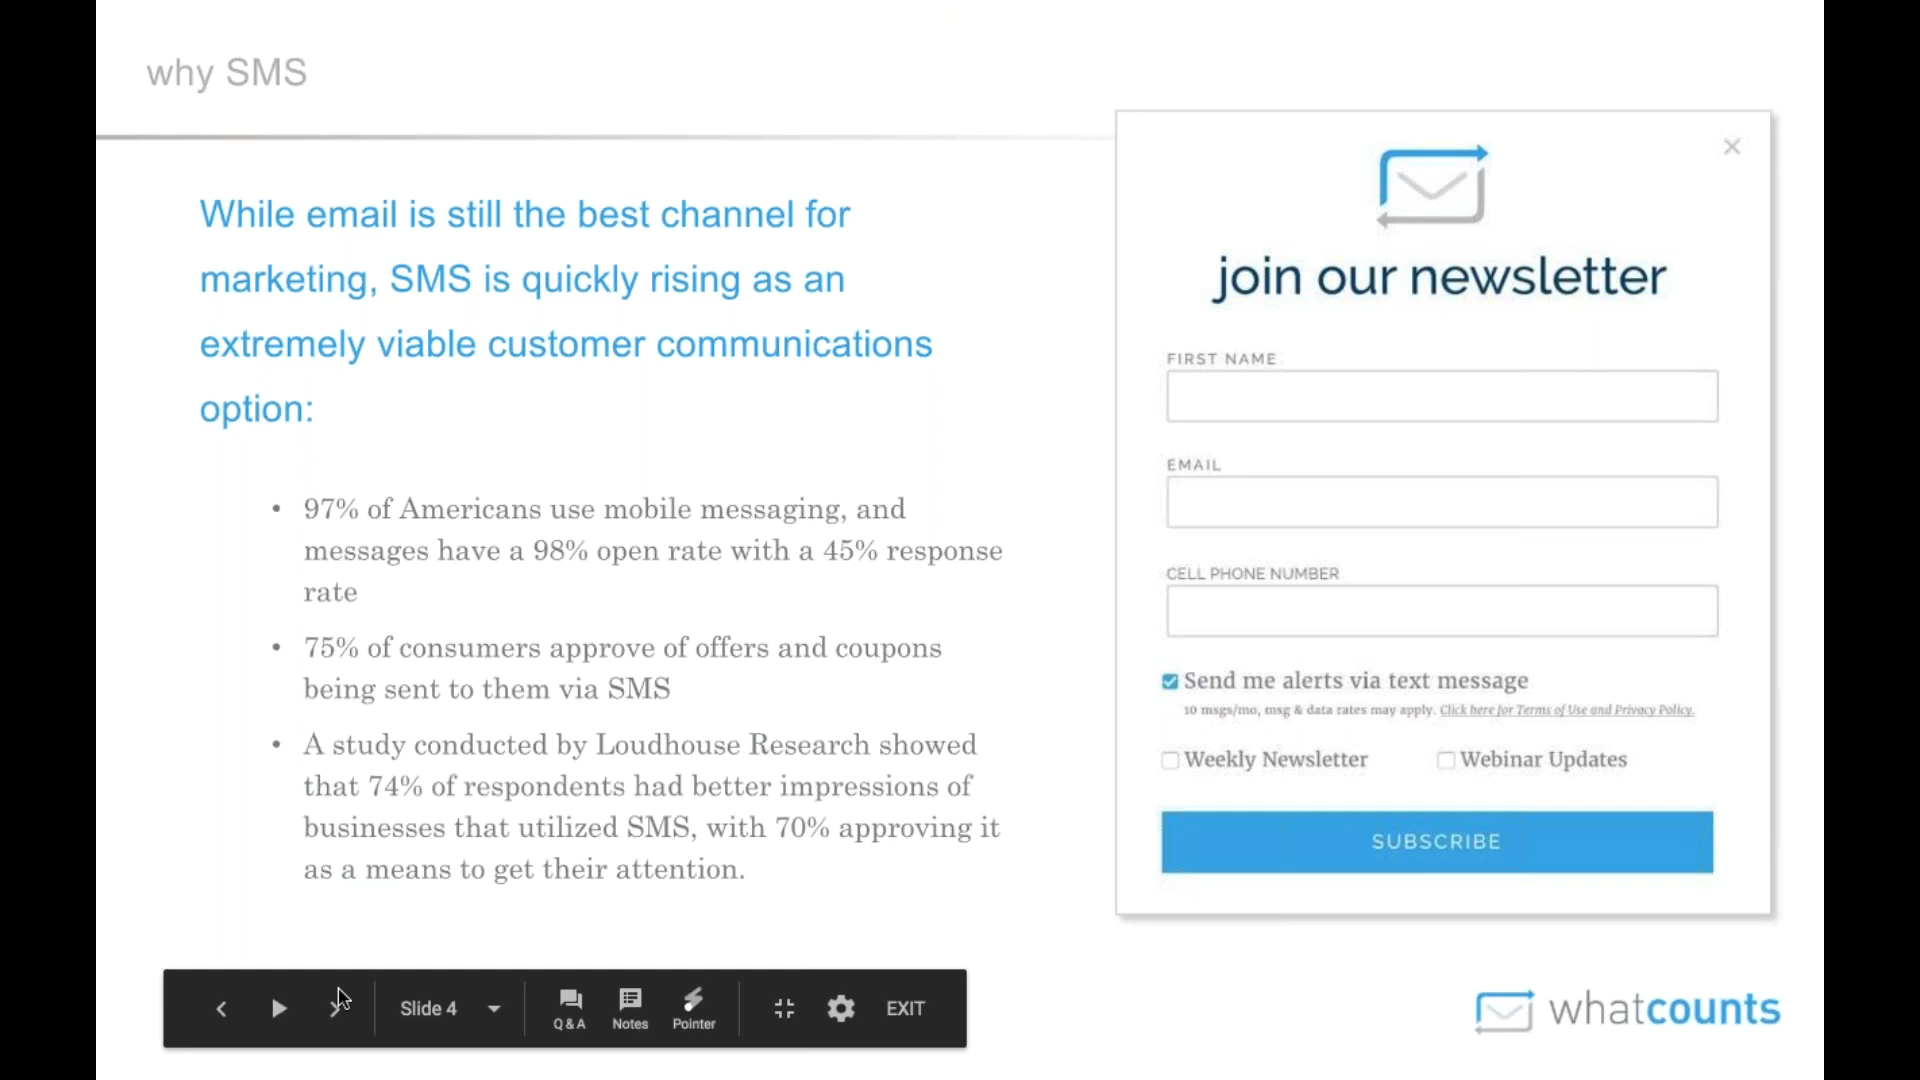 why SMS
While email is still the best channel for
marketing, SMS is quickly rising as an
extremely viable customer communications
option:
• 97% of Americans use mobile messaging, and
messages have a 98% open rate with a 45% response
rate
• 75% of consumers approve of offers and coupons
being sent to them via SMS
• A study conducted by Loudhouse Research showed
that 74% of respondents had better impressions of
businesses that utilized SMS, with 70% approving it
as a means to get their attention.
join our newsletter
FIRST NAME
EMAIL
CELL PHONE NUMBER
Send me alerts via text message
10 msgs/mo, msg & data rates may apply. Click here for Terms of Use and Privacy Policy.
Weekly Newsletter Webinar Updates
SUBSCRIBE
Slide 4 Q & A Notes Pointer EXIT
whatcounts